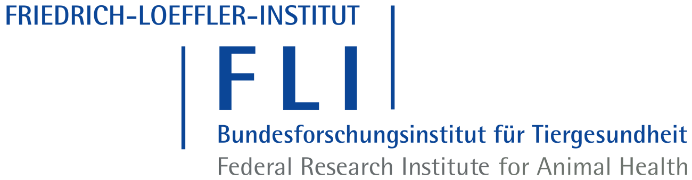 FRIEDRICH-LOEFFLER-INSTITUT
FLI
Bundesforschungsinstitut für Tiergesundheit
Federal Research Institute for Animal Health